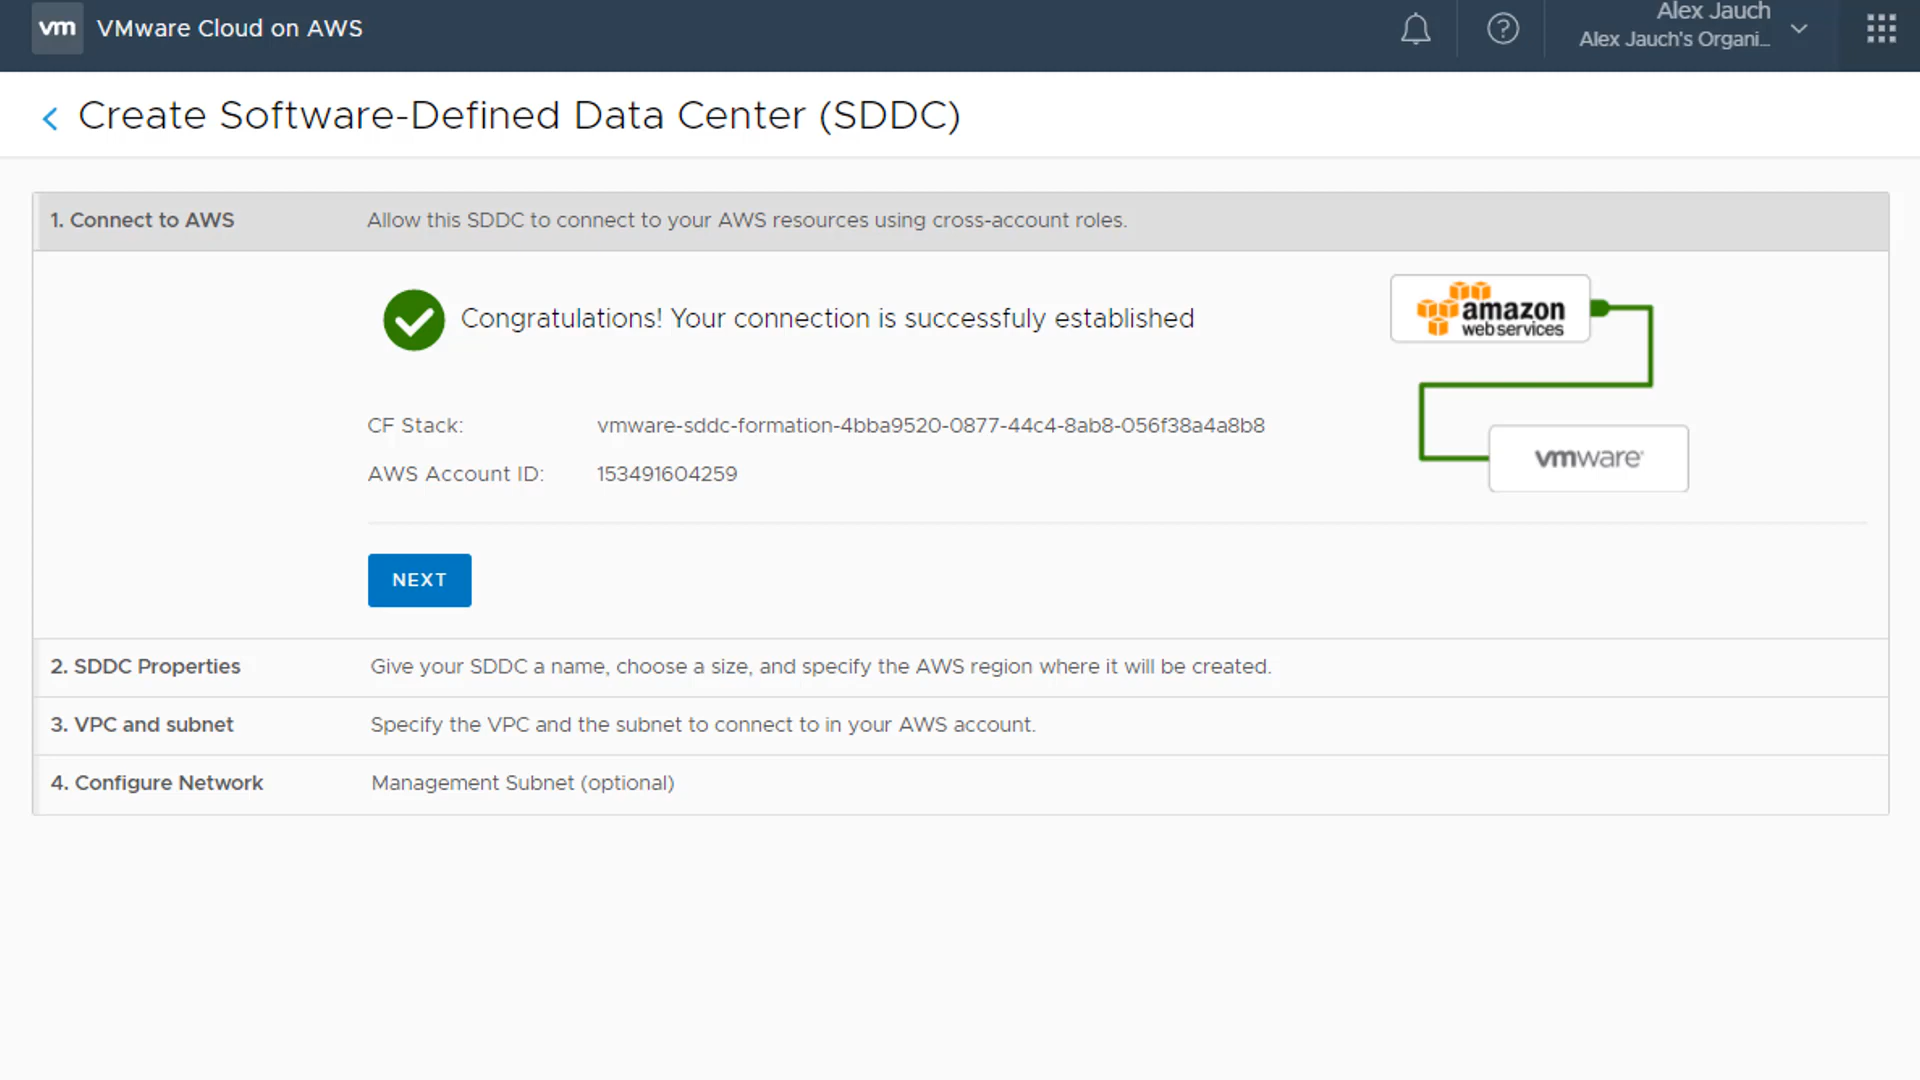 vm VMware Cloud on AWS
Alex Jauch
Alex Jauch's Organi...
Create Software-Defined Data Center (SDDC)
1. Connect to AWS Allow this SDDC to connect to your AWS resources using cross-account roles.
Congratulations! Your connection is successfuly established
amazon
webservices
CF Stack: vmware-sddc-formation-4bba9520-0877-44c4-8ab8-056f38a4a8b8
vmware
AWS Account ID: 153491604259
NEXT
2. SDDC Properties Give your SDDC a name, choose a size, and specify the AWS region where it will be created.
3. VPC and subnet Specify the VPC and the subnet to connect to in your AWS account.
4. Configure Network Management Subnet (optional)